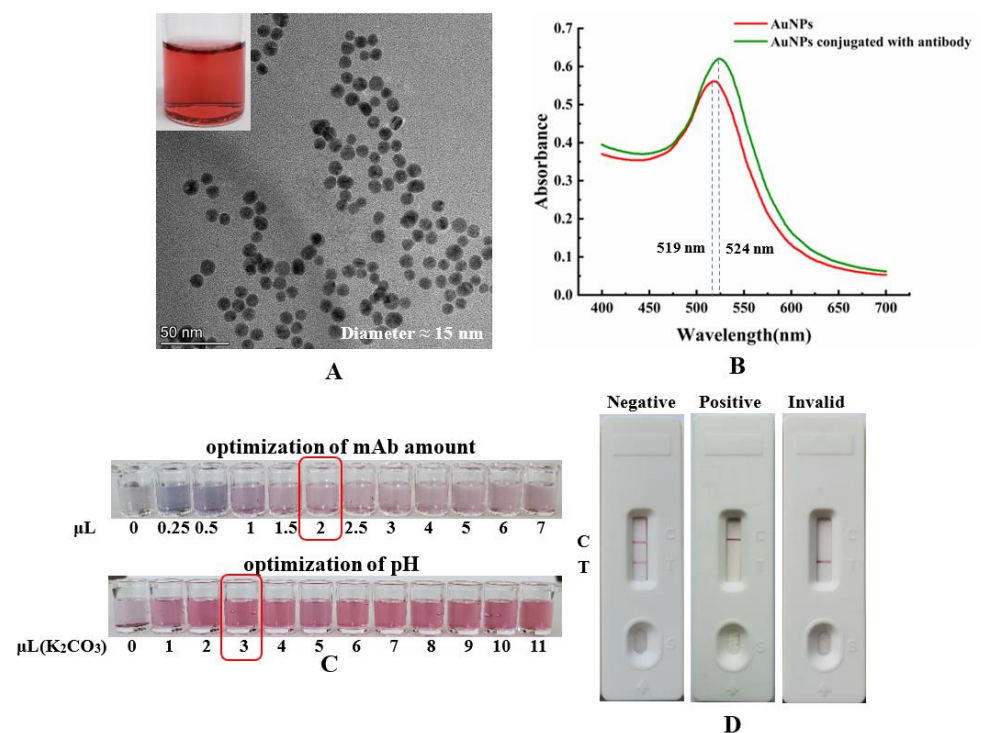 50 nm
Diameter ≈ 15 nm
A
AuNPs
AuNPs conjugated with antibody
0.7
0.6
0.5
0.4
0.3
0.2
0.1
0.0
Absorbance
519 nm
524 nm
400 450 500 550 600 650 700
Wavelength(nm)
B
optimization of mAb amount
μL 0 0.25 0.5 1 1.5 2 2.5 3 4 5 6 7
optimization of pH
μL(K₂CO₃) 0 1 2 3 4 5 6 7 8 9 10 11
C
Negative Positive Invalid
C
T
C
T
S
C
T
S
C
T
S
D